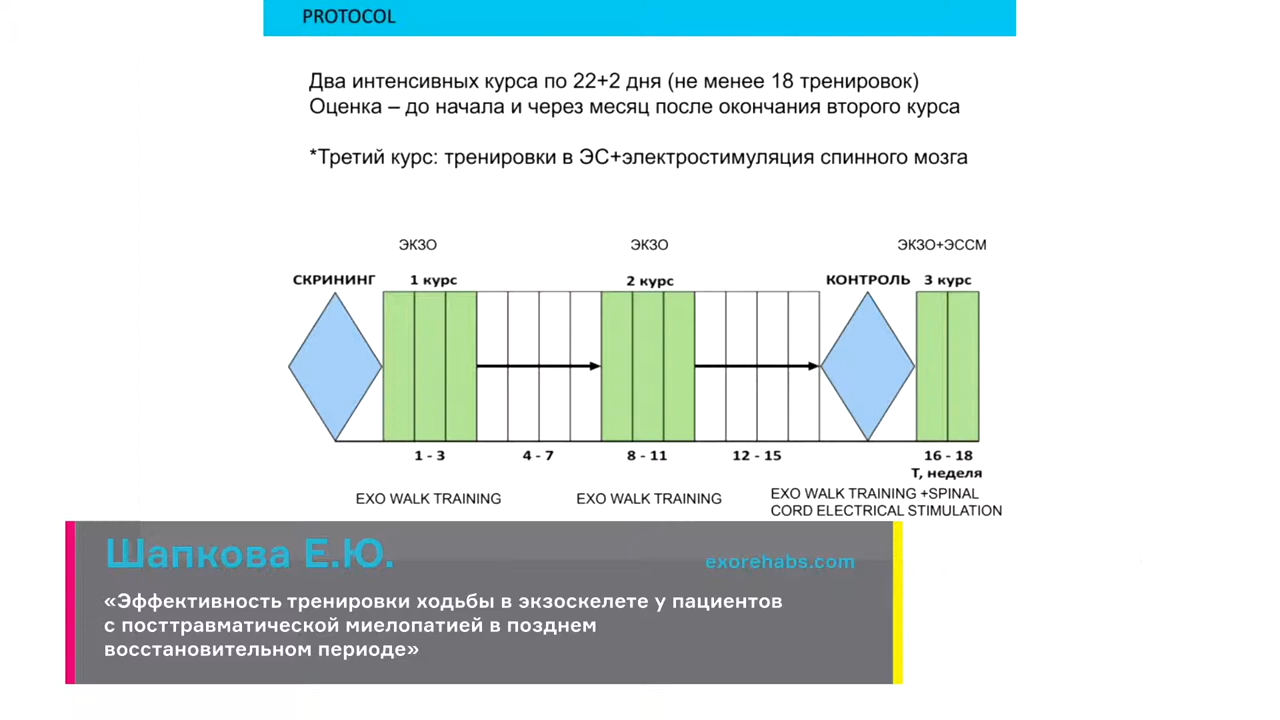 PROTOCOL
Два интенсивных курса по 22+2 дня (не менее 18 тренировок)
Оценка – до начала и через месяц после окончания второго курса
*Третий курс: тренировки в ЭС+электростимуляция спинного мозга
ЭКЗО ЭКЗО ЭКЗО+ЭССМ
СКРИНИНГ 1 курс 2 курс КОНТРОЛЬ 3 курс
1 - 3 4 - 7 8 - 11 12 - 15 16 - 18
Т, неделя
EXO WALK TRAINING EXO WALK TRAINING EXO WALK TRAINING +SPINAL
CORD ELECTRICAL STIMULATION
Шапкова Е.Ю. exorehabs.com
«Эффективность тренировки ходьбы в экзоскелете у пациентов
с посттравматической миелопатией в позднем
восстановительном периоде»